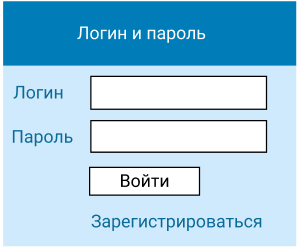 Логин и пароль
Логин
Пароль
Войти
Зарегистрироваться